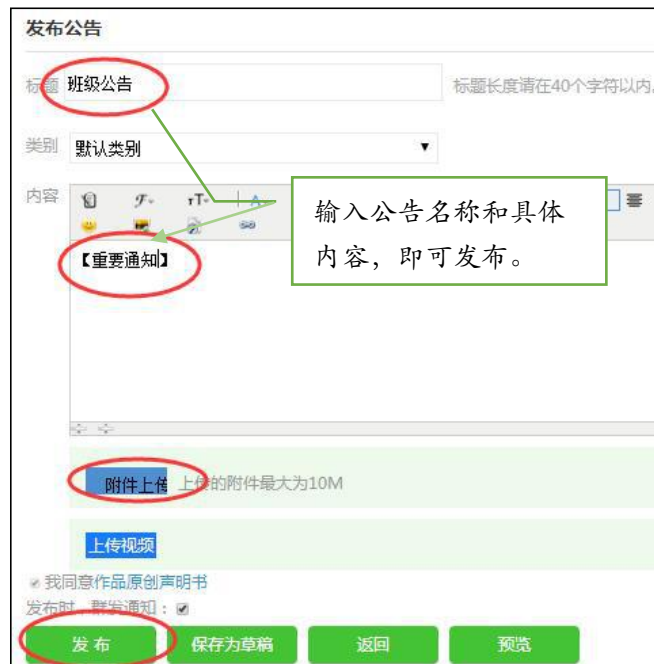 发布公告
标题 班级公告 标题长度请在40个字符以内。
类别 默认类别
内容
输入公告名称和具体
内容，即可发布。
【重要通知】
附件上传 上传的附件最大为10M
上传视频
我同意作品原创声明书
发布时，群发通知：
发布 保存为草稿 返回 预览